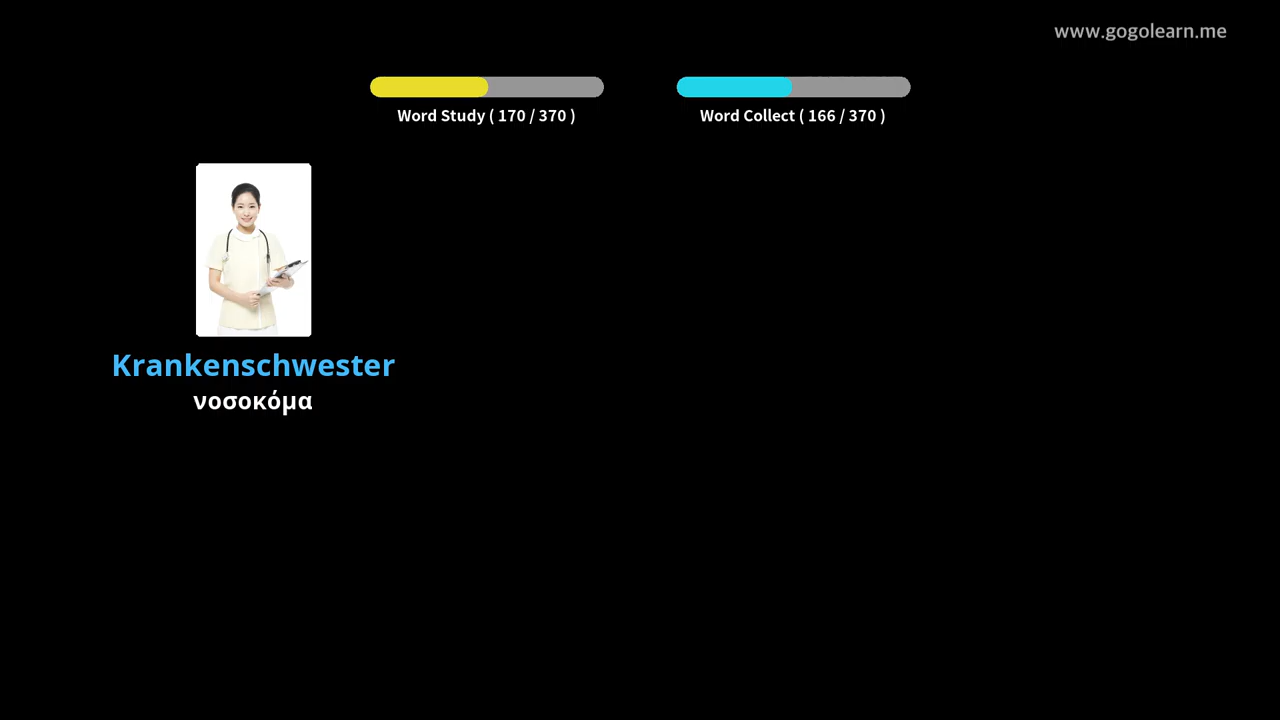 www.gogolearn.me
Word Study ( 170 / 370 )
Word Collect ( 166 / 370 )
Krankenschwester
νοσοκόμα